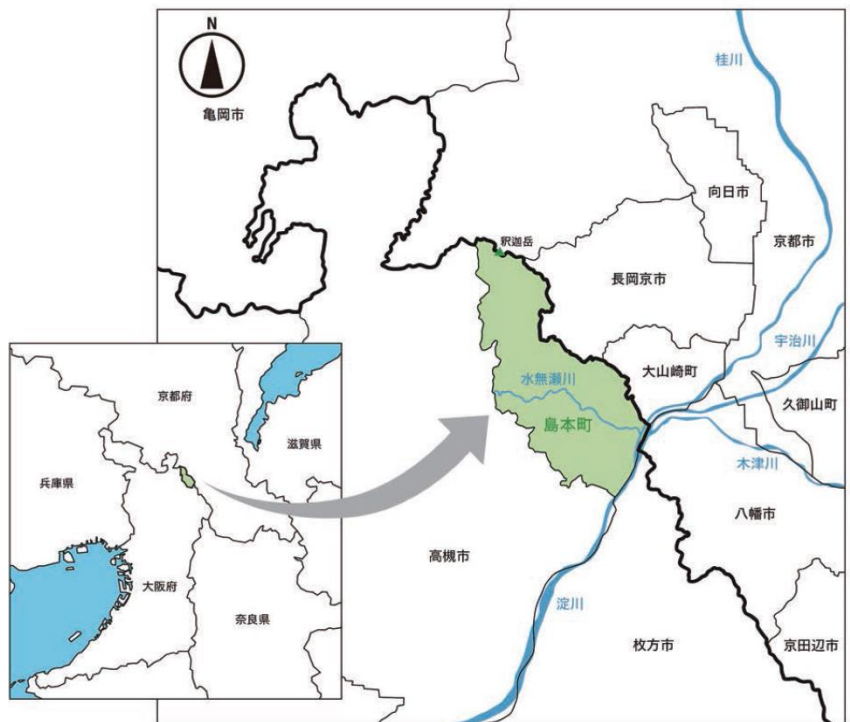 N
亀岡市
桂川
向日市
京都市
釈迦岳
長岡京市
宇治川
大山崎町
水無瀬川
久御山町
島本町
木津川
八幡市
高槻市
淀川
枚方市
京田辺市
京都府
滋賀県
兵庫県
大阪府
奈良県